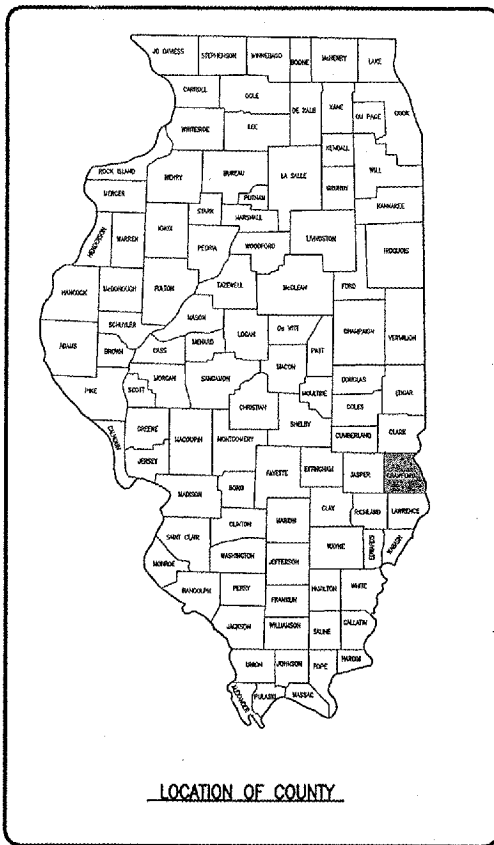 JO DAVIESS STEPHENSON WINNEBAGO BOONE McHENRY LAKE
CARROLL OGLE DE KALB KANE COOK
DU PAGE
WHITESIDE LEE
KENDALL
ROCK ISLAND HENRY BUREAU LA SALLE WILL
GRUNDY
MERCER PUTNAM KANKAKEE
STARK MARSHALL
HENDERSON WARREN KNOX PEORIA WOODFORD LIVINGSTON IROQUOIS
HANCOCK McDONOUGH FULTON TAZEWELL McCLEAN FORD
MASON
SCHUYLER LOGAN De WITT CHAMPAIGN VERMILION
ADAMS BROWN CASS MENARD MACON PIATT
MORGAN SANGAMON DOUGLAS
PIKE SCOTT CHRISTIAN MOULTRIE COLES EDGAR
GREENE SHELBY
CALHOUN MACOUPIN MONTGOMERY CUMBERLAND CLARK
JERSEY FAYETTE EFFINGHAM JASPER CRAWFORD
MADISON BOND CLAY RICHLAND LAWRENCE
CLINTON MARION
SAINT CLAIR WAYNE EDWARDS WABASH
WASHINGTON JEFFERSON
MONROE
RANDOLPH PERRY HAMILTON WHITE
FRANKLIN
JACKSON WILLIAMSON SALINE GALLATIN
UNION JOHNSON POPE HARDIN
ALEXANDER PULASKI MASSAC
LOCATION OF COUNTY